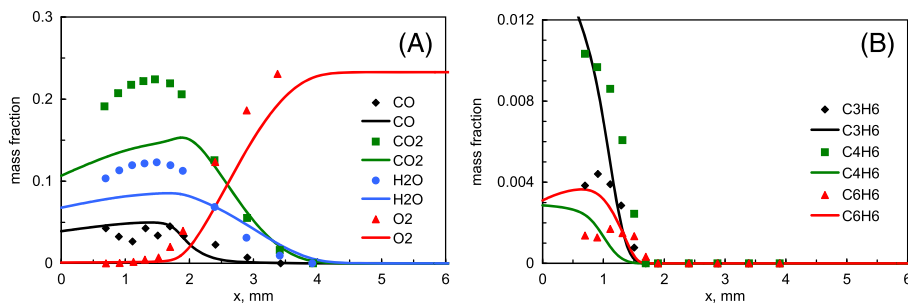 (A)
0.3
0.2
0.1
0
mass fraction
CO
CO
CO2
CO2
H2O
H2O
O2
O2
0 1 2 3 4 5 6
x, mm
(B)
0.012
0.008
0.004
0.000
mass fraction
C3H6
C3H6
C4H6
C4H6
C6H6
C6H6
0 1 2 3 4 5 6
x, mm